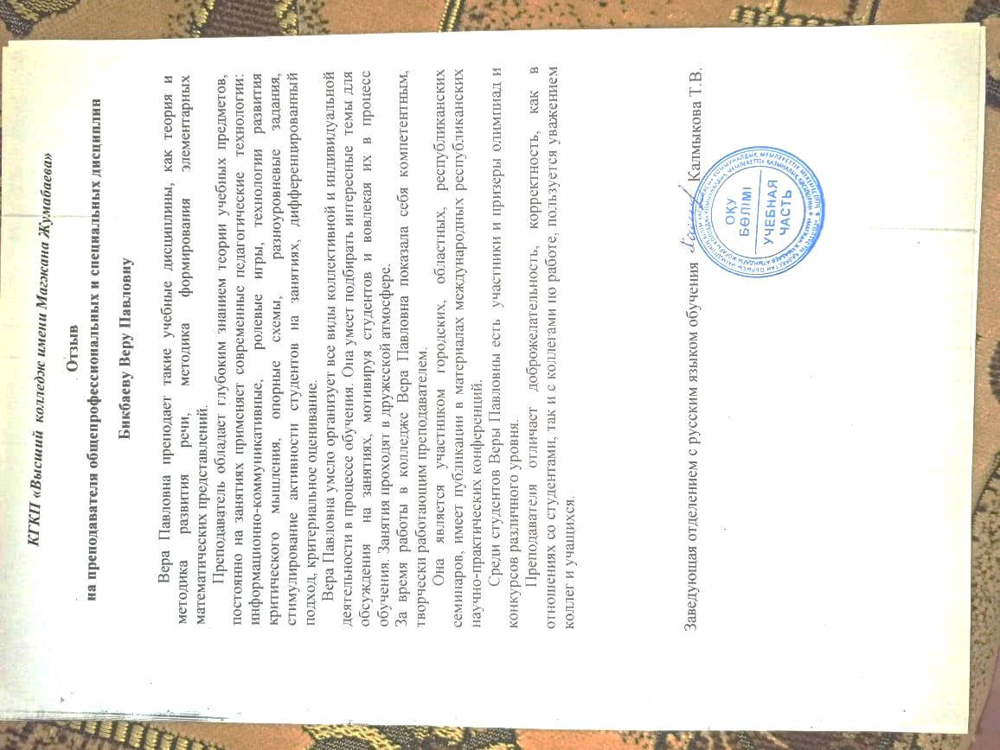 КГКП «Высший колледж имени Магжана Жумабаева»
Отзыв
на преподавателя общепрофессиональных и специальных дисциплин
Бикбаеву Веру Павловну
Вера Павловна преподает такие учебные дисциплины, как теория и
методика развития речи, методика формирования элементарных
математических представлений.
Преподаватель обладает глубоким знанием теории учебных предметов,
постоянно на занятиях применяет современные педагогические технологии:
информационно-коммуникативные, ролевые игры, технологии развития
критического мышления, опорные схемы, разноуровневые задания,
стимулирование активности студентов на занятиях, дифференцированный
подход, критериальное оценивание.
Вера Павловна умело организует все виды коллективной и индивидуальной
деятельности в процессе обучения. Она умеет подбирать интересные темы для
обсуждения на занятиях, мотивируя студентов и вовлекая их в процесс
обучения. Занятия проходят в дружеской атмосфере.
За время работы в колледже Вера Павловна показала себя компетентным,
творчески работающим преподавателем.
Она является участником городских, областных, республиканских
семинаров, имеет публикации в материалах международных республиканских
научно-практических конференций.
Среди студентов Веры Павловны есть участники и призеры олимпиад и
конкурсов различного уровня.
Преподавателя отличает доброжелательность, корректность, как в
отношениях со студентами, так и с коллегами по работе, пользуется уважением
коллег и учащихся.
Заведующая отделением с русским языком обучения Калмыкова Т.В.
ОҚУ
БӨЛІМІ
УЧЕБНАЯ
ЧАСТЬ